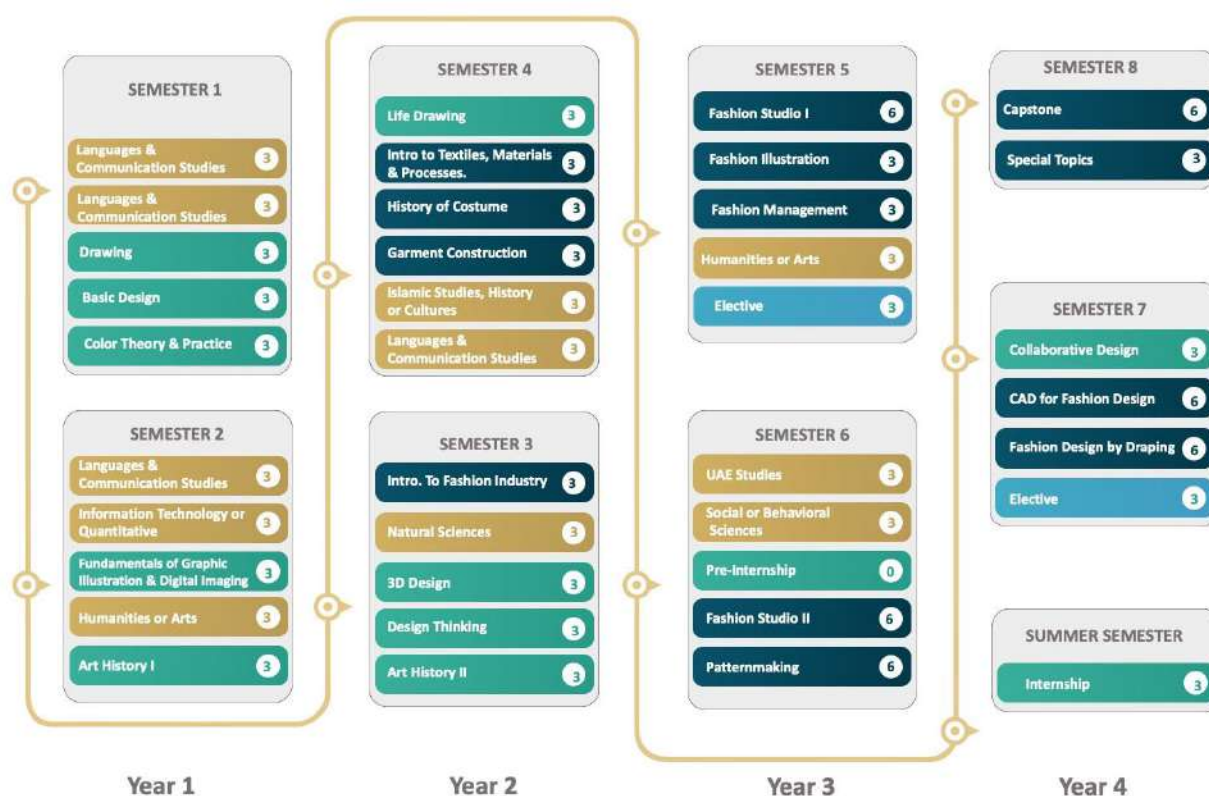 SEMESTER 1
Languages &
Communication Studies
3
Languages &
Communication Studies
3
Drawing
3
Basic Design
3
Color Theory & Practice
3
SEMESTER 2
Languages &
Communication Studies
3
Information Technology or
Quantitative
3
Fundamentals of Graphic
Illustration & Digital Imaging
3
Humanities or Arts
3
Art History I
3
Year 1
SEMESTER 4
Life Drawing
3
Intro to Textiles, Materials
& Processes.
3
History of Costume
3
Garment Construction
3
Islamic Studies, History
or Cultures
3
Languages &
Communication Studies
3
SEMESTER 3
Intro. To Fashion Industry
3
Natural Sciences
3
3D Design
3
Design Thinking
3
Art History II
3
Year 2
SEMESTER 5
Fashion Studio I
6
Fashion Illustration
3
Fashion Management
3
Humanities or Arts
3
Elective
3
SEMESTER 6
UAE Studies
3
Social or Behavioral
Sciences
3
Pre-Internship
0
Fashion Studio II
6
Patternmaking
6
Year 3
SEMESTER 8
Capstone
6
Special Topics
3
SEMESTER 7
Collaborative Design
3
CAD for Fashion Design
6
Fashion Design by Draping
6
Elective
3
SUMMER SEMESTER
Internship
3
Year 4